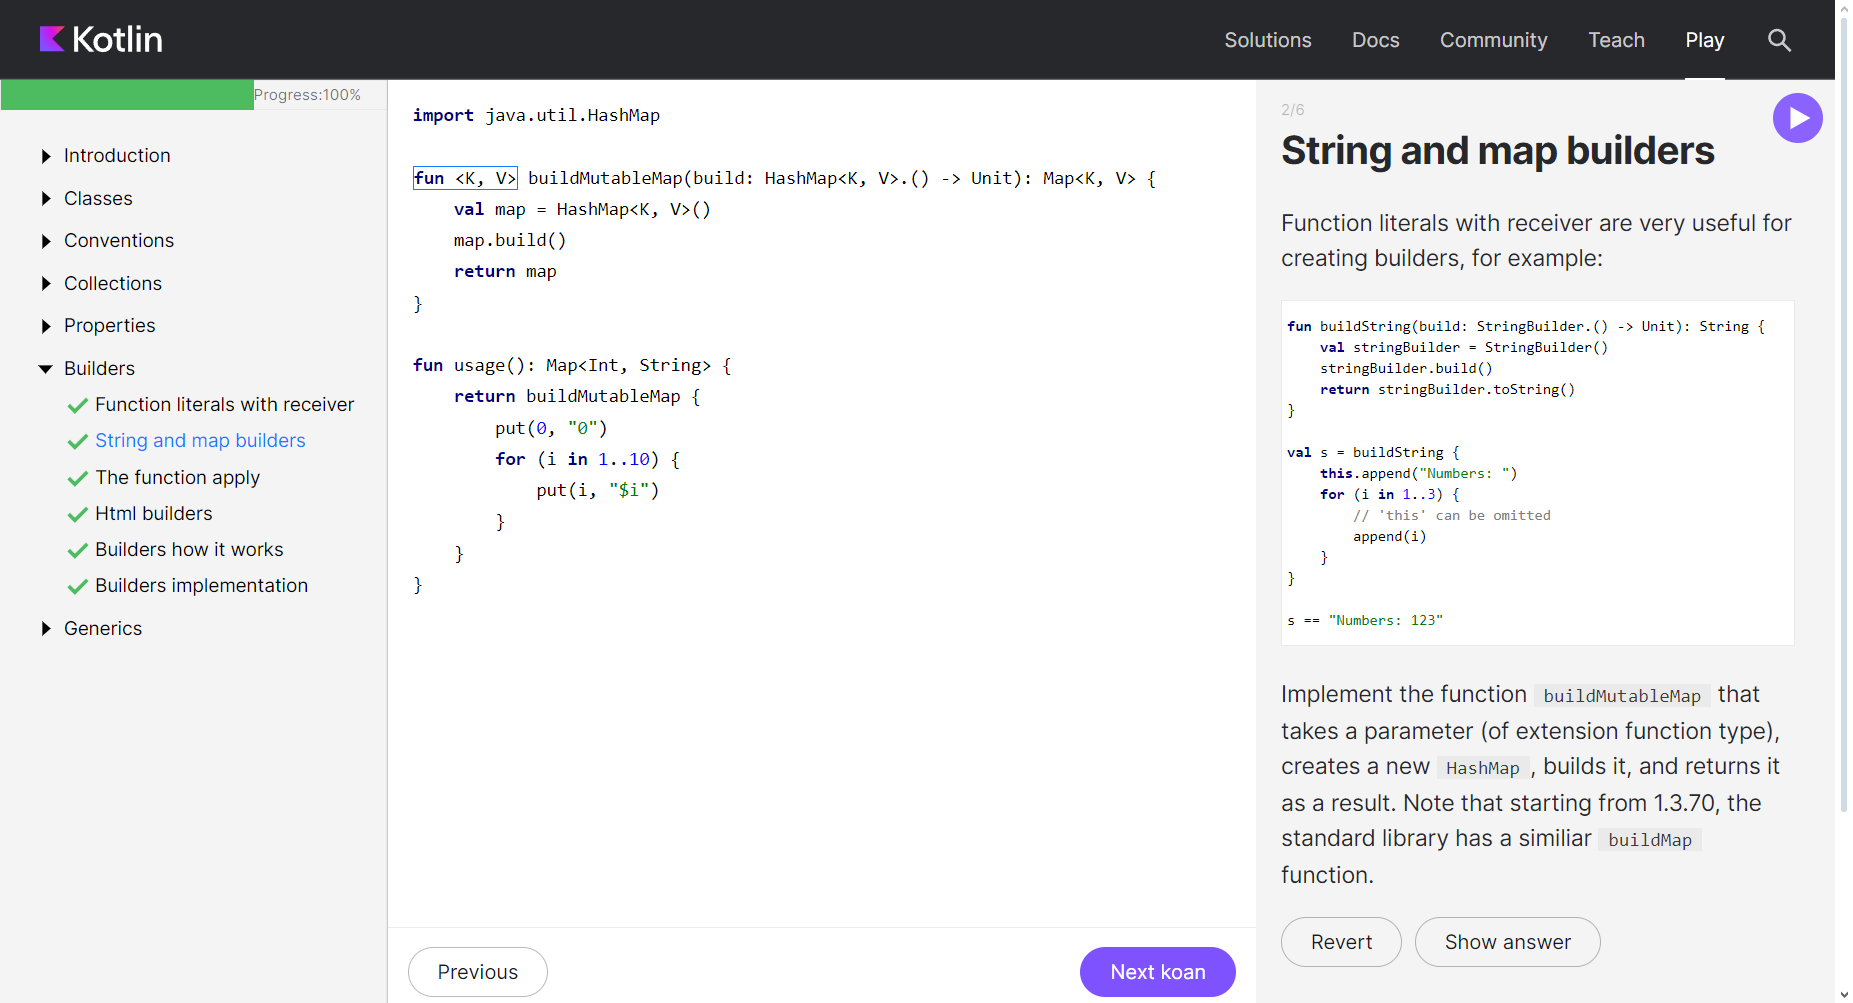 Kotlin
Solutions
Docs
Community
Teach
Play
Progress:100%
Introduction
Classes
Conventions
Collections
Properties
Builders
Function literals with receiver
String and map builders
The function apply
Html builders
Builders how it works
Builders implementation
Generics
import java.util.HashMap
fun <K, V> buildMutableMap(build: HashMap<K, V>.() -> Unit): Map<K, V> {
    val map = HashMap<K, V>()
    map.build()
    return map
}
fun usage(): Map<Int, String> {
    return buildMutableMap {
        put(0, "0")
        for (i in 1..10) {
            put(i, "$i")
        }
    }
}
Previous
Next koan
2/6
String and map builders
Function literals with receiver are very useful for
creating builders, for example:
fun buildString(build: StringBuilder.() -> Unit): String {
    val stringBuilder = StringBuilder()
    stringBuilder.build()
    return stringBuilder.toString()
}
val s = buildString {
    this.append("Numbers: ")
    for (i in 1..3) {
        // 'this' can be omitted
        append(i)
    }
}
s == "Numbers: 123"
Implement the function buildMutableMap that
takes a parameter (of extension function type),
creates a new HashMap, builds it, and returns it
as a result. Note that starting from 1.3.70, the
standard library has a similiar buildMap
function.
Revert
Show answer